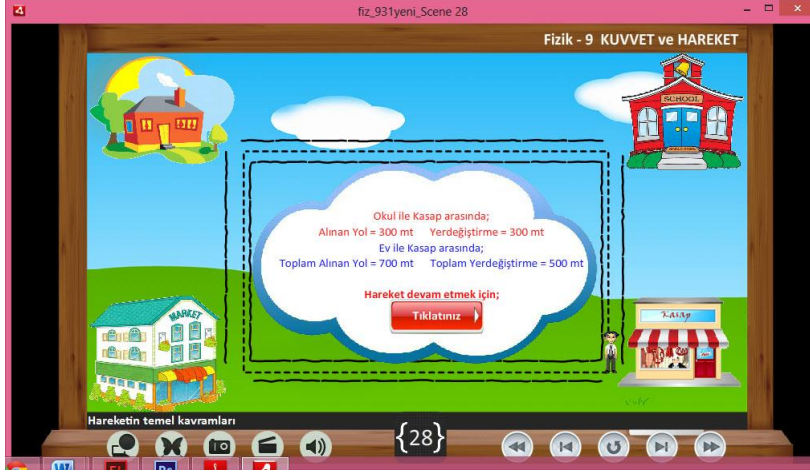 fiz_931yeni_Scene 28
Fizik - 9 KUVVET ve HAREKET
SCHOOL
Okul ile Kasap arasında;
Alınan Yol = 300 mt Yerdeğiştirme = 300 mt
Ev ile Kasap arasında;
Toplam Alınan Yol = 700 mt Toplam Yerdeğiştirme = 500 mt
Hareket devam etmek için;
Tıklatınız
MARKET
Kasap
Hareketin temel kavramları
{28}